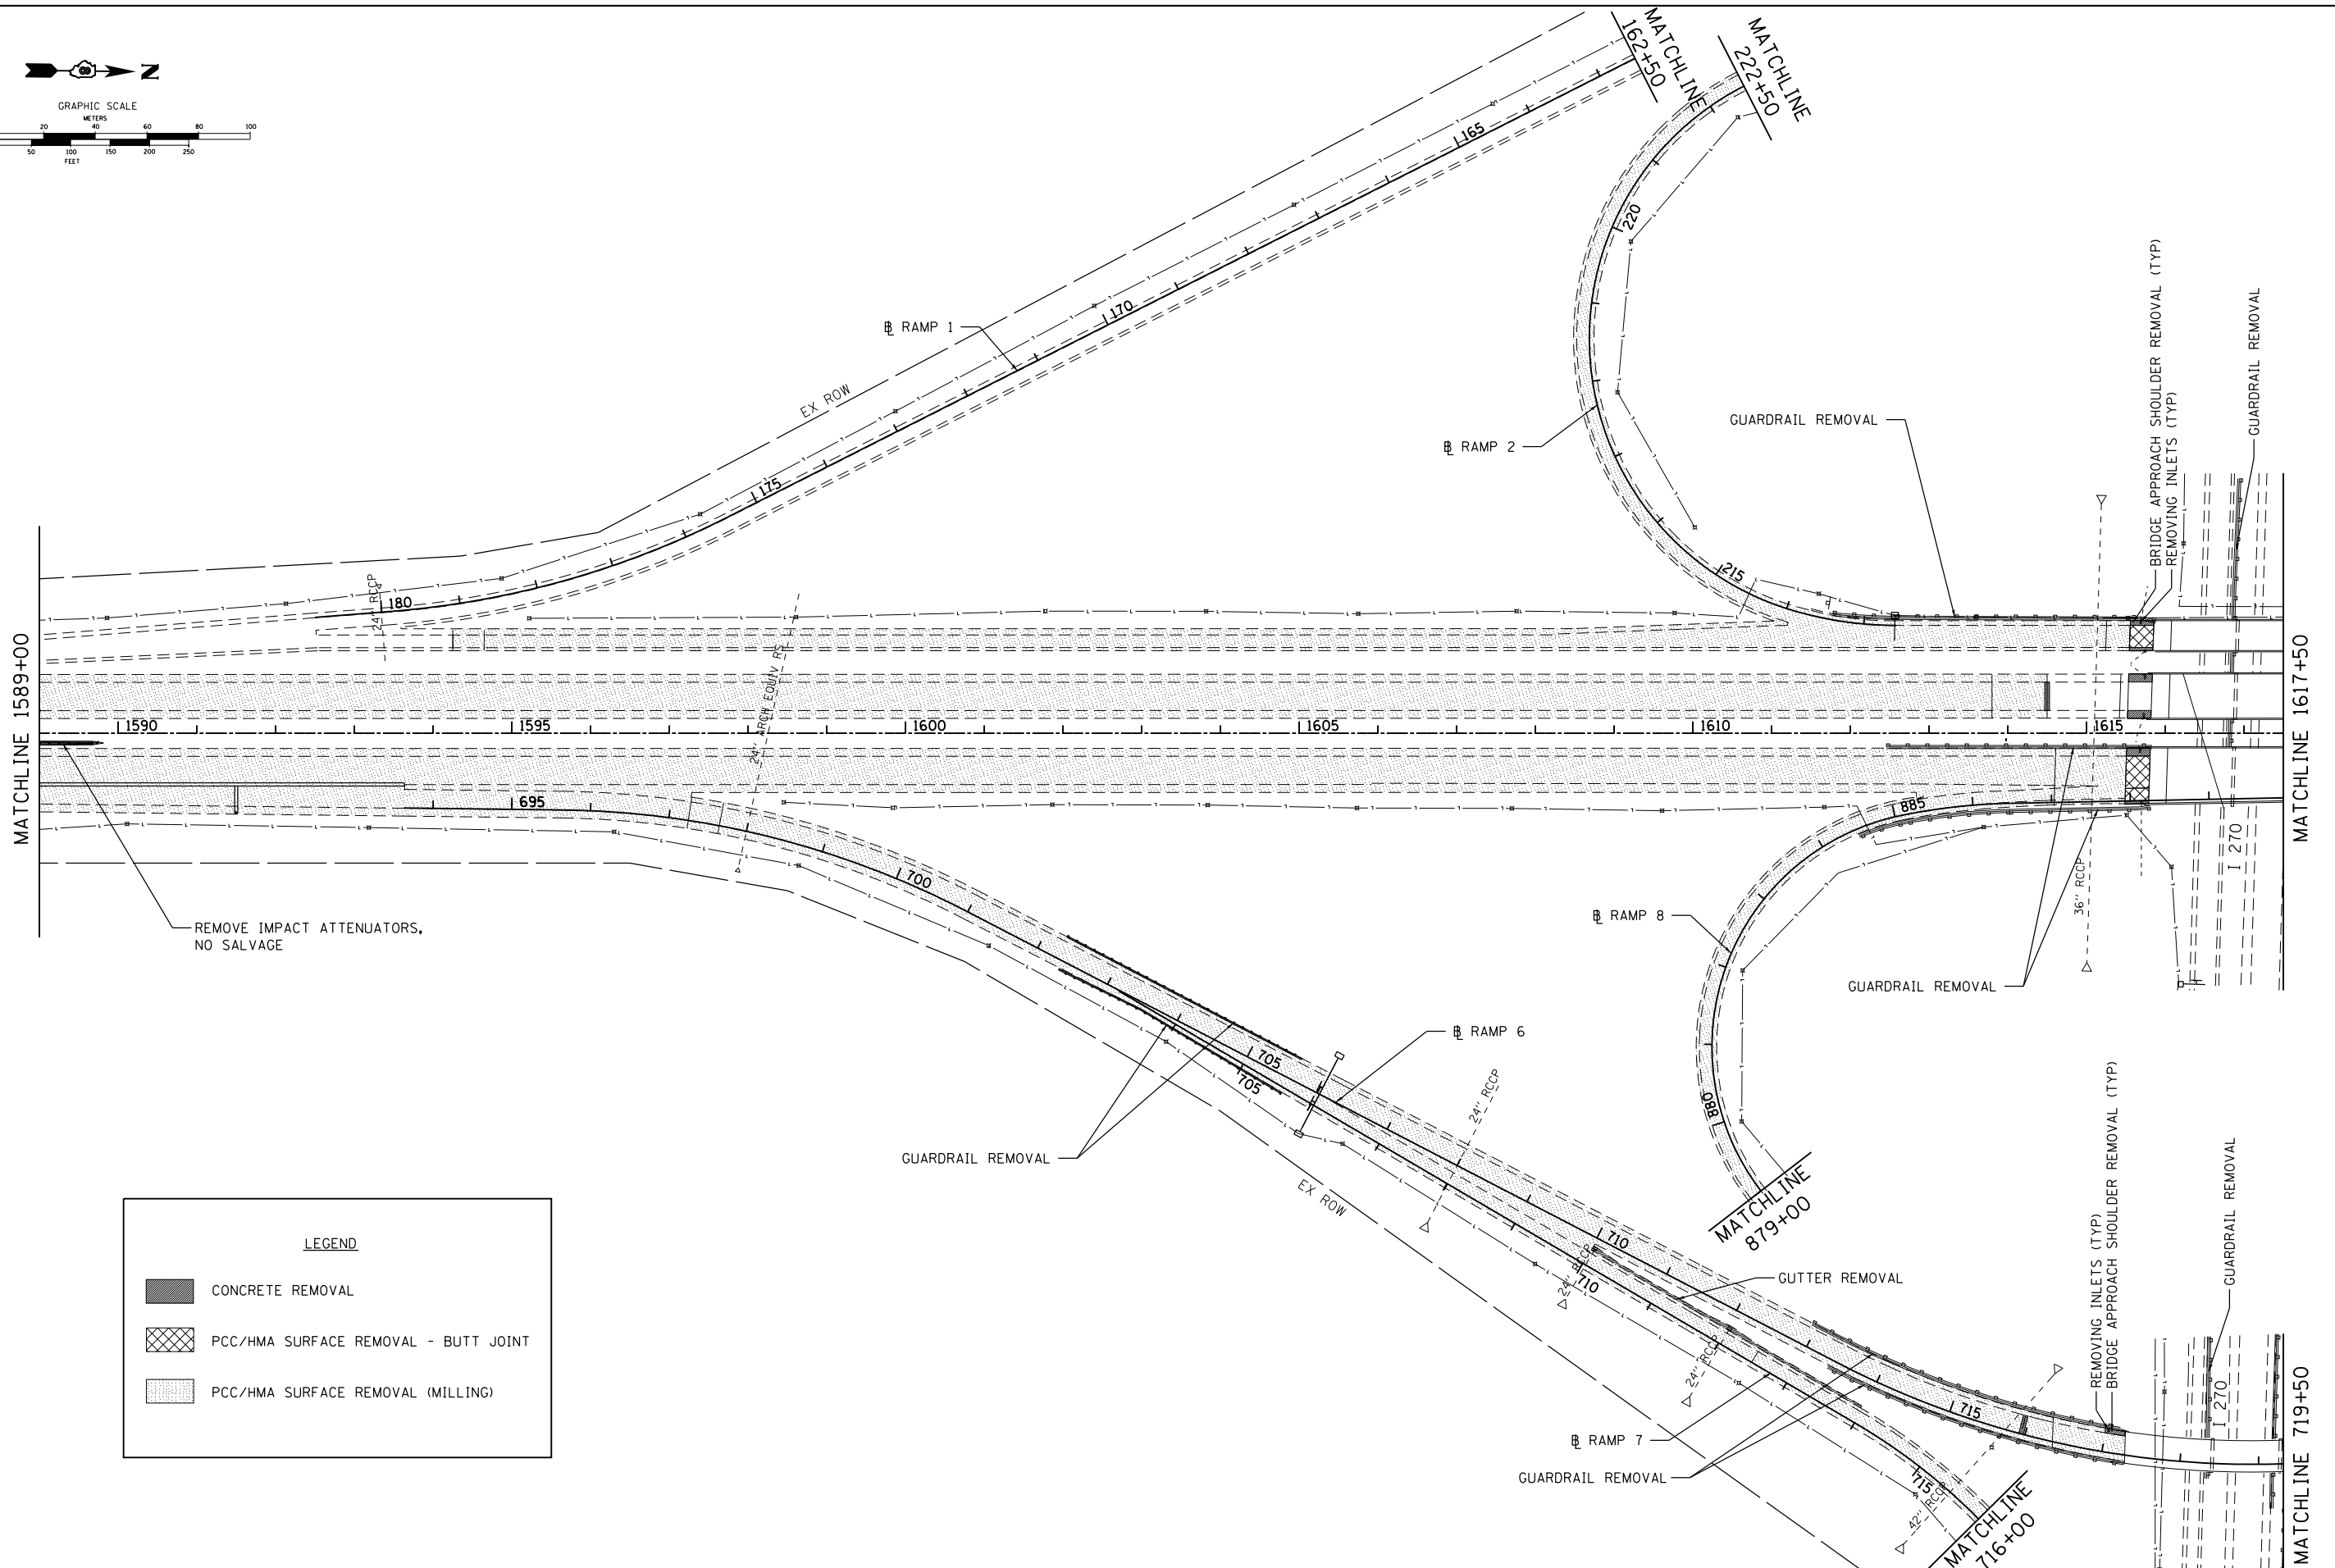 N
GRAPHIC SCALE
METERS
20 40 60 80 100
50 100 150 200 250
FEET
MATCHLINE
162+50
MATCHLINE
222+50
165
220
170
℄ RAMP 1
EX ROW
℄ RAMP 2
GUARDRAIL REMOVAL
BRIDGE APPROACH SHOULDER REMOVAL (TYP)
REMOVING INLETS (TYP)
GUARDRAIL REMOVAL
175
215
180
24" RCCP
MATCHLINE 1589+00
MATCHLINE 1617+50
24" ARCH EQUIV RS
1590 1595 1600 1605 1610 1615
695
885
700
I 270
36" RCCP
℄ RAMP 8
REMOVE IMPACT ATTENUATORS,
NO SALVAGE
GUARDRAIL REMOVAL
℄ RAMP 6
705
705
24" RCCP
880
GUARDRAIL REMOVAL
EX ROW
MATCHLINE
879+00
710
24" RCCP
710
GUTTER REMOVAL
REMOVING INLETS (TYP)
BRIDGE APPROACH SHOULDER REMOVAL (TYP)
GUARDRAIL REMOVAL
LEGEND
CONCRETE REMOVAL
PCC/HMA SURFACE REMOVAL - BUTT JOINT
PCC/HMA SURFACE REMOVAL (MILLING)
24" RCCP
℄ RAMP 7
GUARDRAIL REMOVAL
715
715
I 270
42" RCCP
MATCHLINE
716+00
MATCHLINE 719+50